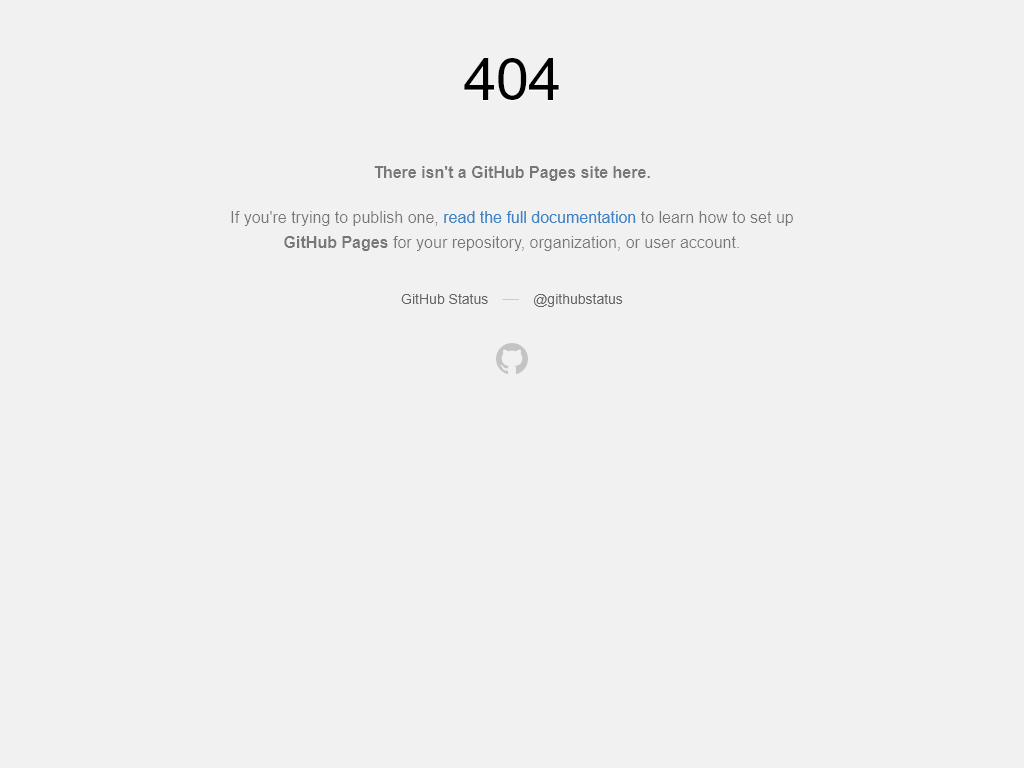 404
There isn't a GitHub Pages site here.
If you're trying to publish one, read the full documentation to learn how to set up
GitHub Pages for your repository, organization, or user account.
GitHub Status — @githubstatus